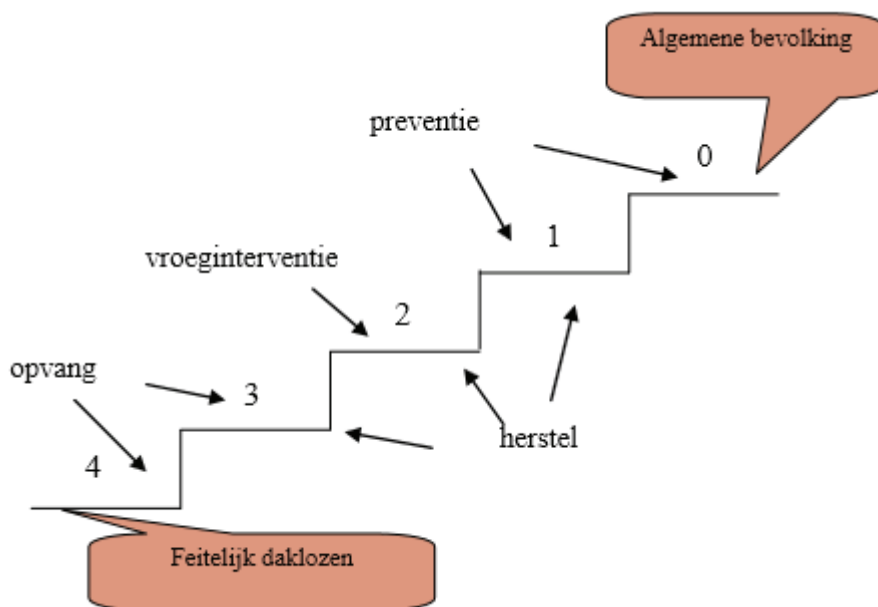 Algemene bevolking
preventie
0
1
vroeginterventie
2
opvang
3
herstel
4
Feitelijk daklozen